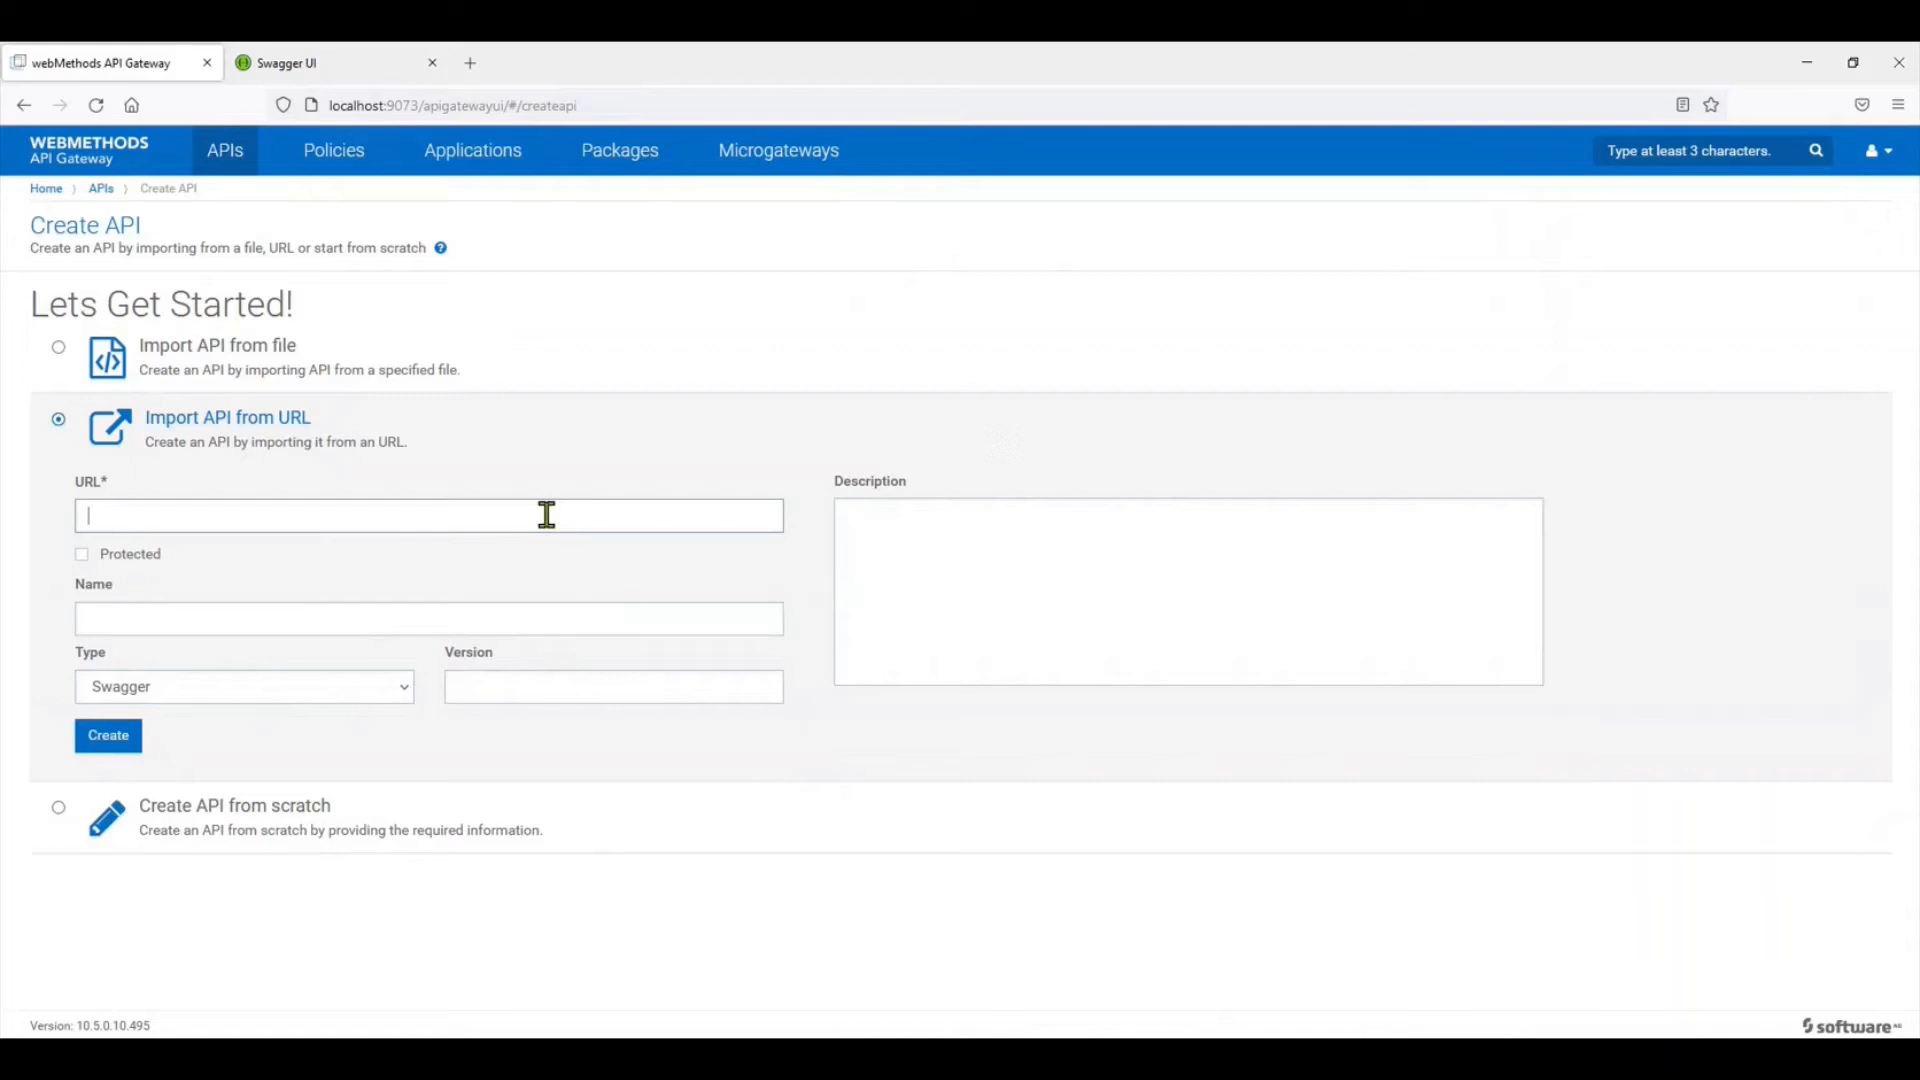 webMethods API Gateway
Swagger UI
localhost:9073/apigatewayui/#/createapi
WEBMETHODS
API Gateway
APIs
Policies
Applications
Packages
Microgateways
Type at least 3 characters.
Home
APIs
Create API
Create API
Create an API by importing from a file, URL or start from scratch
Lets Get Started!
Import API from file
Create an API by importing API from a specified file.
Import API from URL
Create an API by importing it from an URL.
URL*
Description
Protected
Name
Type
Version
Swagger
Create
Create API from scratch
Create an API from scratch by providing the required information.
Version: 10.5.0.10.495
software AG